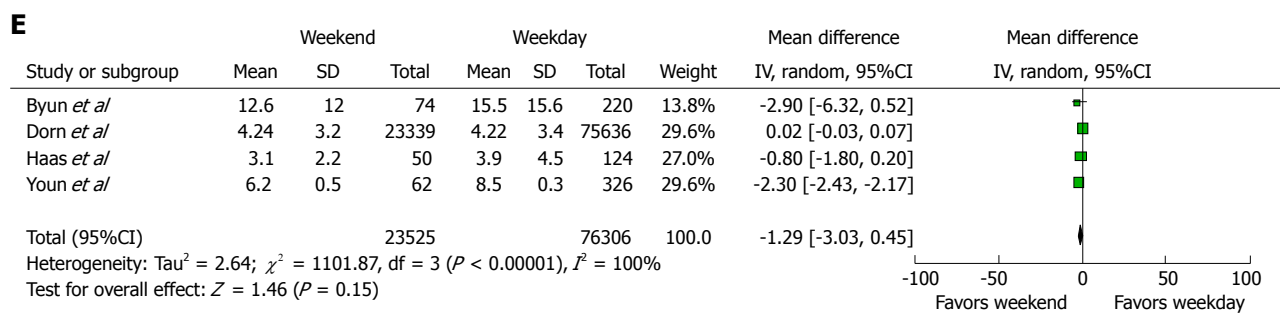 E
Weekend Weekday Mean difference Mean difference
Study or subgroup Mean SD Total Mean SD Total Weight IV, random, 95%CI IV, random, 95%CI
Byun et al 12.6 12 74 15.5 15.6 220 13.8% -2.90 [-6.32, 0.52]
Dorn et al 4.24 3.2 23339 4.22 3.4 75636 29.6% 0.02 [-0.03, 0.07]
Haas et al 3.1 2.2 50 3.9 4.5 124 27.0% -0.80 [-1.80, 0.20]
Youn et al 6.2 0.5 62 8.5 0.3 326 29.6% -2.30 [-2.43, -2.17]
Total (95%CI) 23525 76306 100.0 -1.29 [-3.03, 0.45]
Heterogeneity: Tau² = 2.64; χ² = 1101.87, df = 3 (P < 0.00001), I² = 100%
Test for overall effect: Z = 1.46 (P = 0.15)
-100 -50 0 50 100
Favors weekend Favors weekday